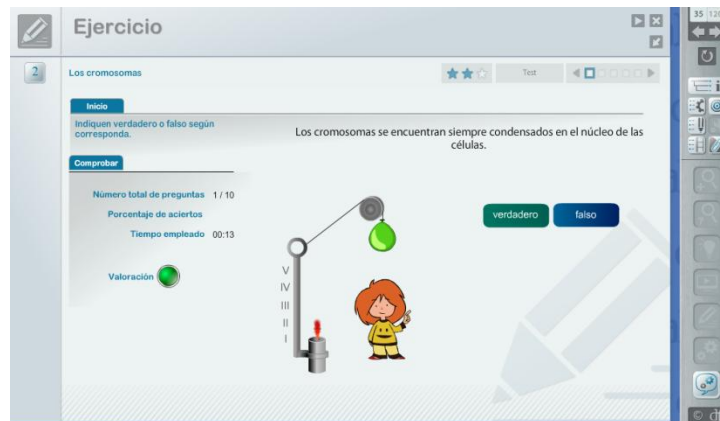 Ejercicio
35 120
2
Los cromosomas
Test
Inicio
Indiquen verdadero o falso según
corresponda.
Los cromosomas se encuentran siempre condensados en el núcleo de las
células.
Comprobar
Número total de preguntas 1 / 10
Porcentaje de aciertos
Tiempo empleado 00:13
verdadero
falso
Valoración
V
IV
III
II
I